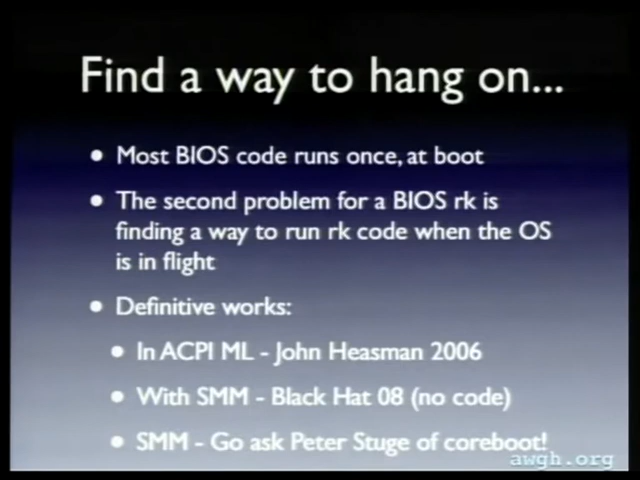 Find a way to hang on...
• Most BIOS code runs once, at boot
• The second problem for a BIOS rk is
finding a way to run rk code when the OS
is in flight
• Definitive works:
• In ACPI ML - John Heasman 2006
• With SMM - Black Hat 08 (no code)
• SMM - Go ask Peter Stuge of coreboot!
awgh.org